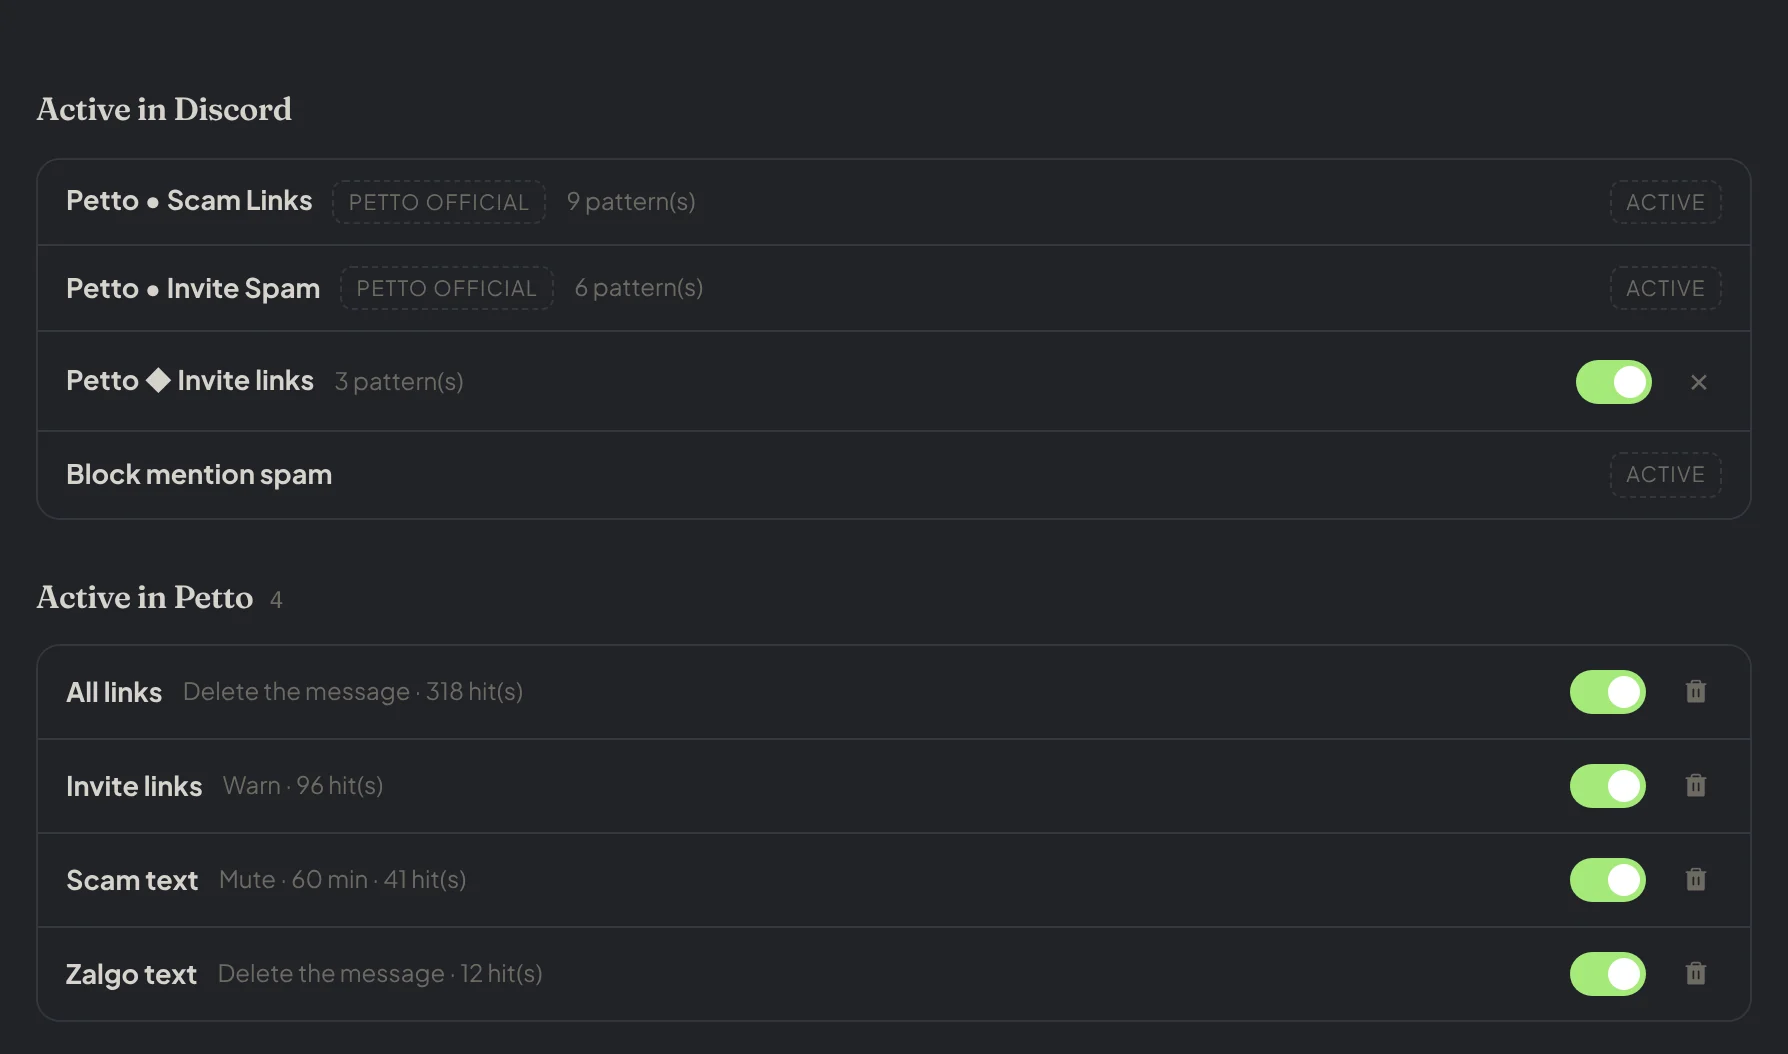 Active in Discord
Petto • Scam Links PETTO OFFICIAL 9 pattern(s) ACTIVE
Petto • Invite Spam PETTO OFFICIAL 6 pattern(s) ACTIVE
Petto ◆ Invite links 3 pattern(s)
Block mention spam ACTIVE
Active in Petto 4
All links Delete the message · 318 hit(s)
Invite links Warn · 96 hit(s)
Scam text Mute · 60 min · 41 hit(s)
Zalgo text Delete the message · 12 hit(s)